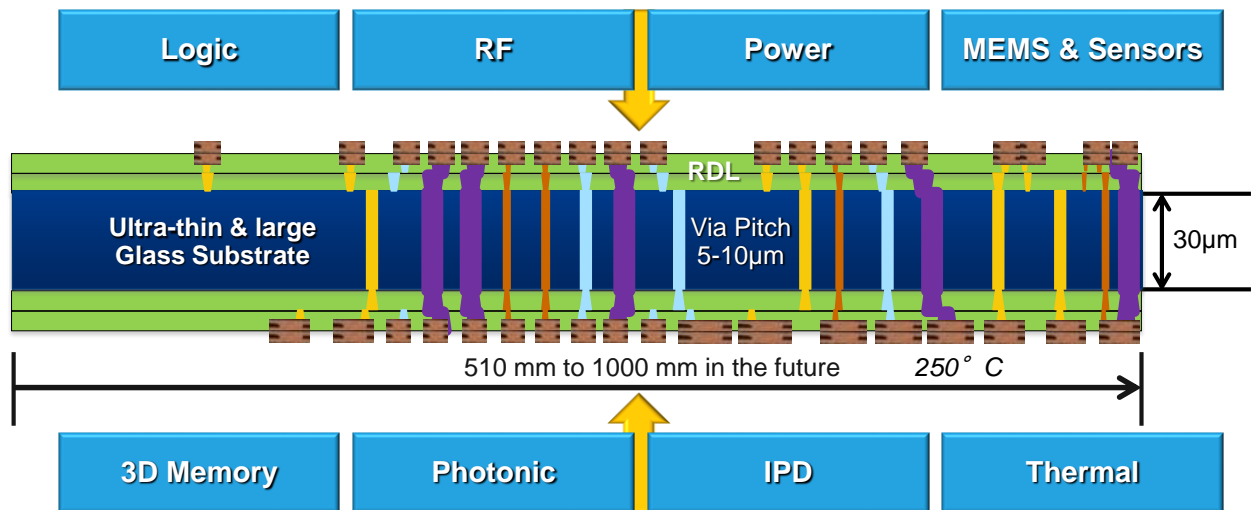 Logic
RF
Power
MEMS & Sensors
RDL
Ultra-thin & large
Glass Substrate
Via Pitch
5-10μm
30μm
510 mm to 1000 mm in the future
250° C
3D Memory
Photonic
IPD
Thermal